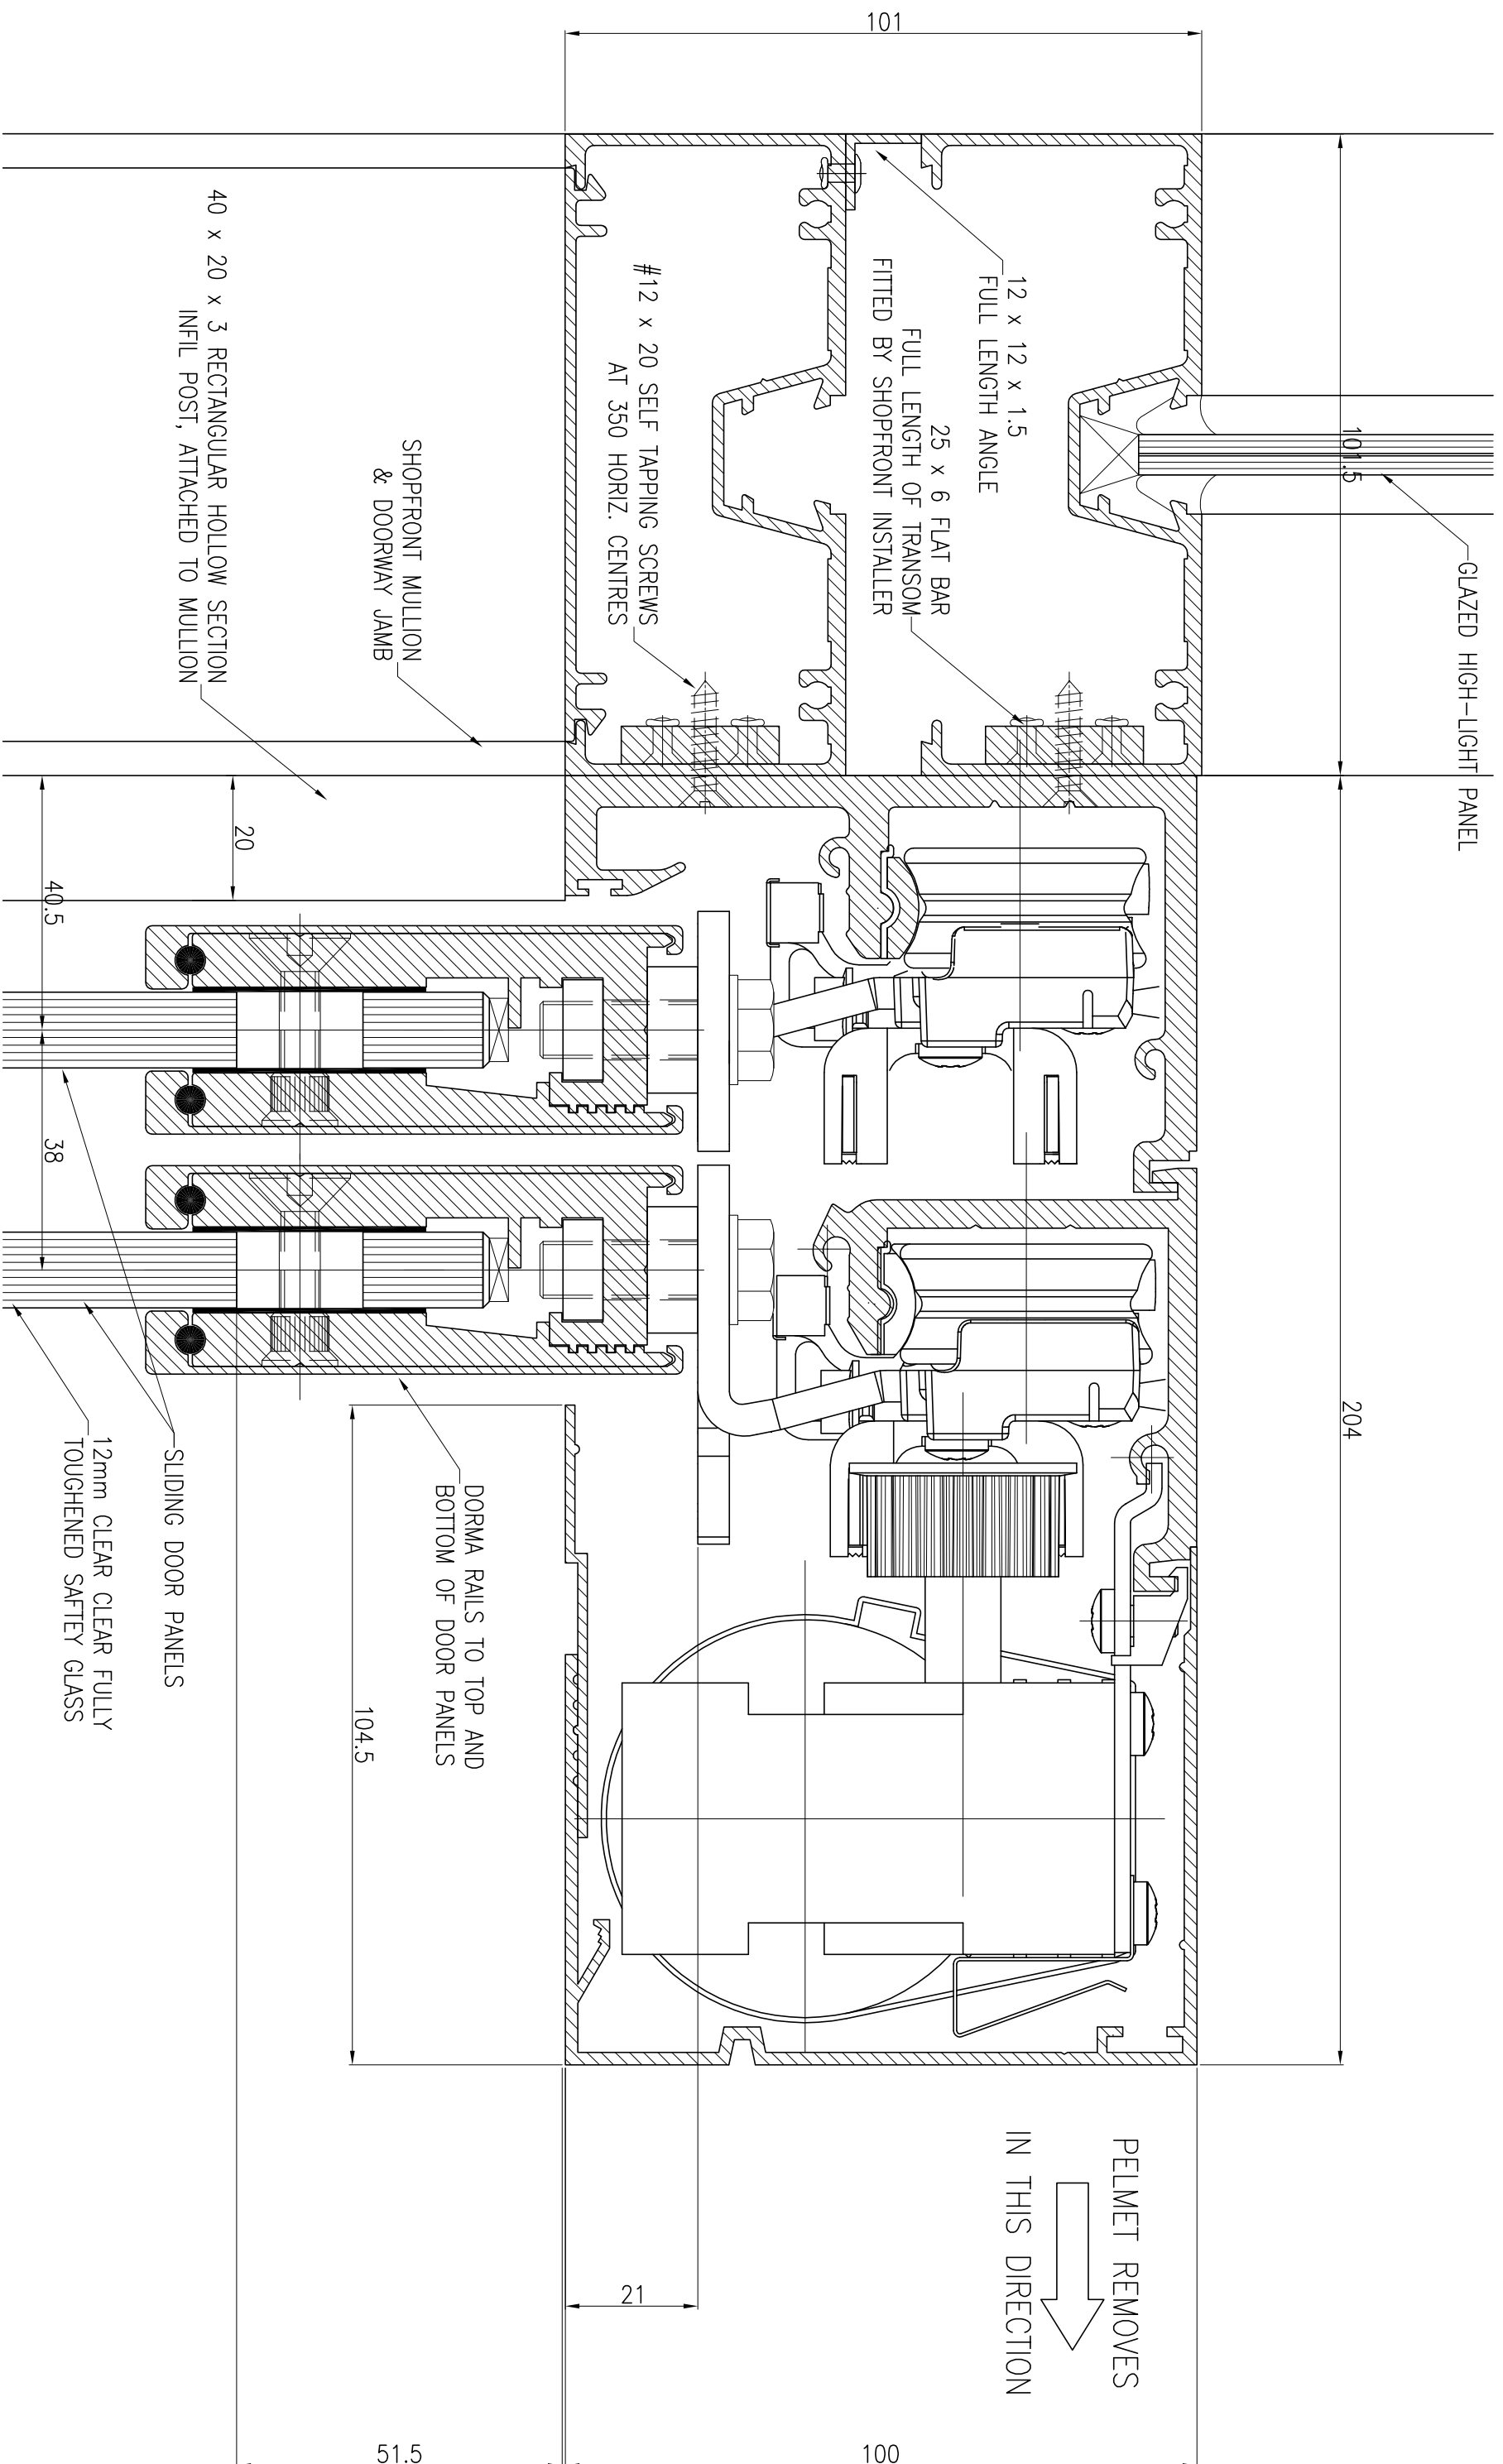 101
GLAZED HIGH-LIGHT PANEL
101.5
204
12 x 12 x 1.5
FULL LENGTH ANGLE
25 x 6 FLAT BAR
FULL LENGTH OF TRANSOM
FITTED BY SHOPFRONT INSTALLER
#12 x 20 SELF TAPPING SCREWS
AT 350 HORIZ. CENTRES
SHOPFRONT MULLION
& DOORWAY JAMB
40 x 20 x 3 RECTANGULAR HOLLOW SECTION
INFIL POST, ATTACHED TO MULLION
20
40.5
38
DORMA RAILS TO TOP AND
BOTTOM OF DOOR PANELS
104.5
SLIDING DOOR PANELS
12mm CLEAR CLEAR FULLY
TOUGHENED SAFTEY GLASS
PELMET REMOVES
IN THIS DIRECTION
21
51.5
100